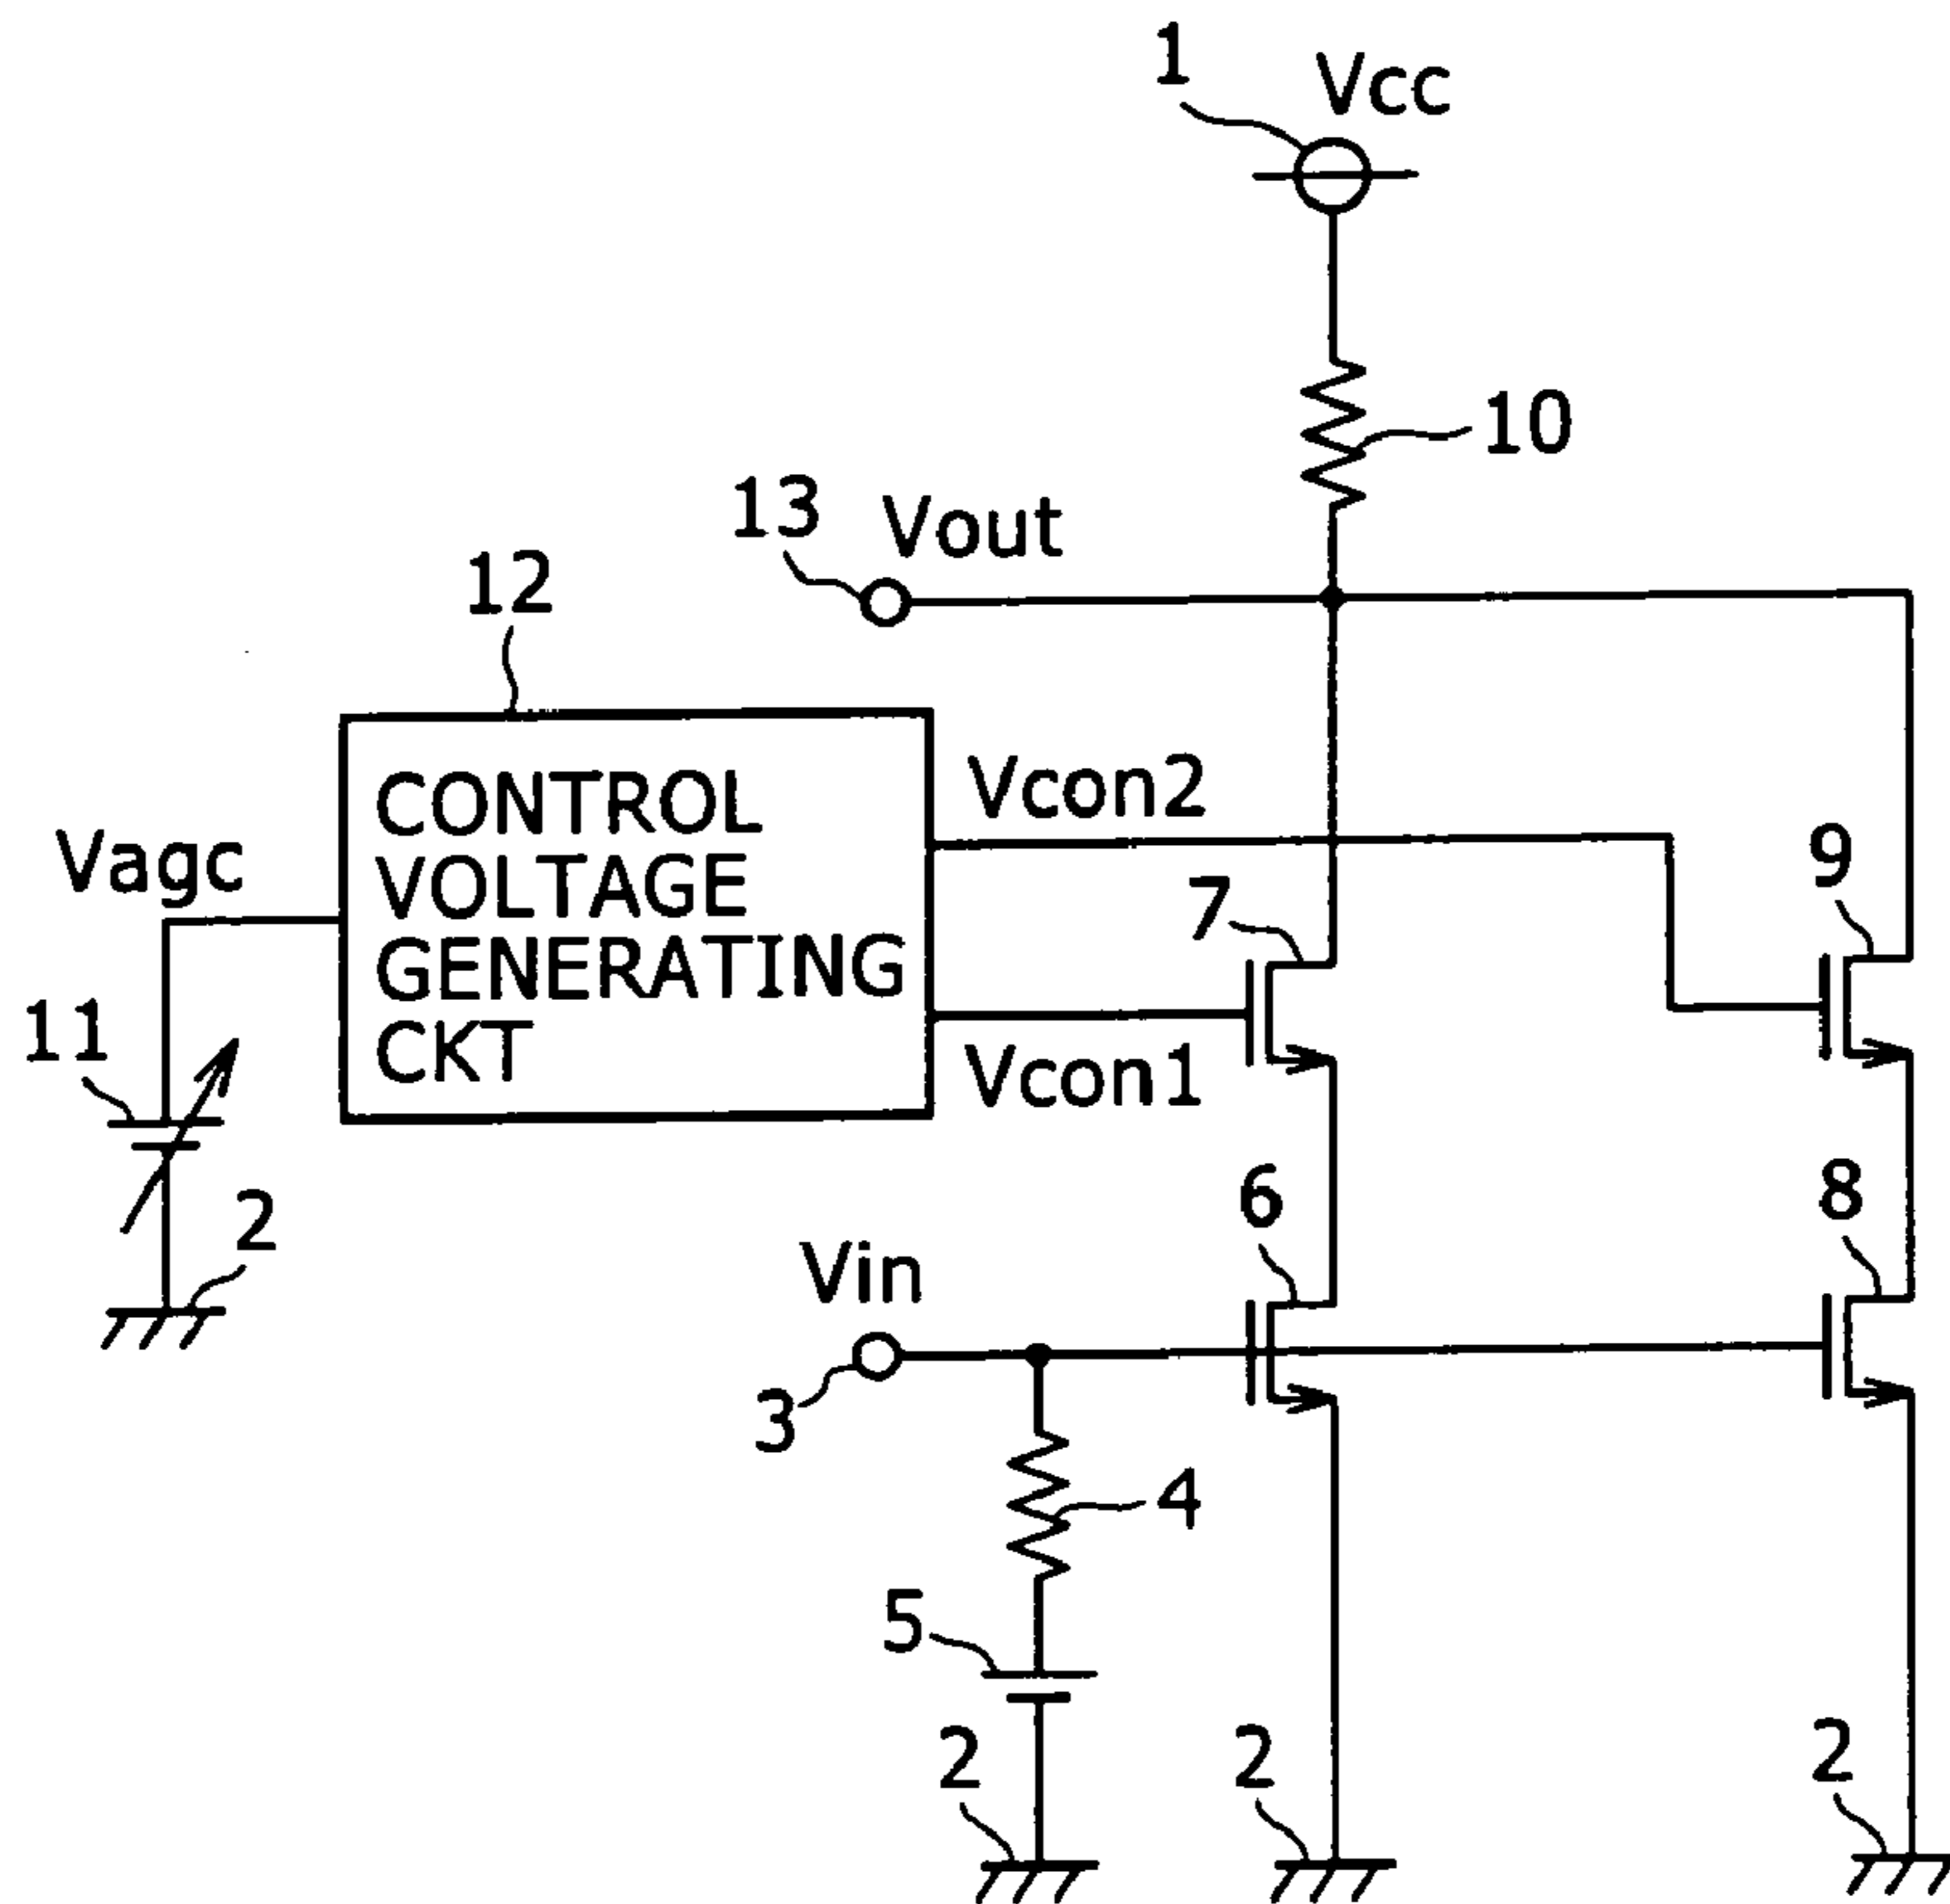 1
Vcc
10
13
Vout
12
CONTROL
VOLTAGE
GENERATING
CKT
Vcon2
Vagc
7
9
11
Vcon1
2
6
8
Vin
3
4
5
2
2
2